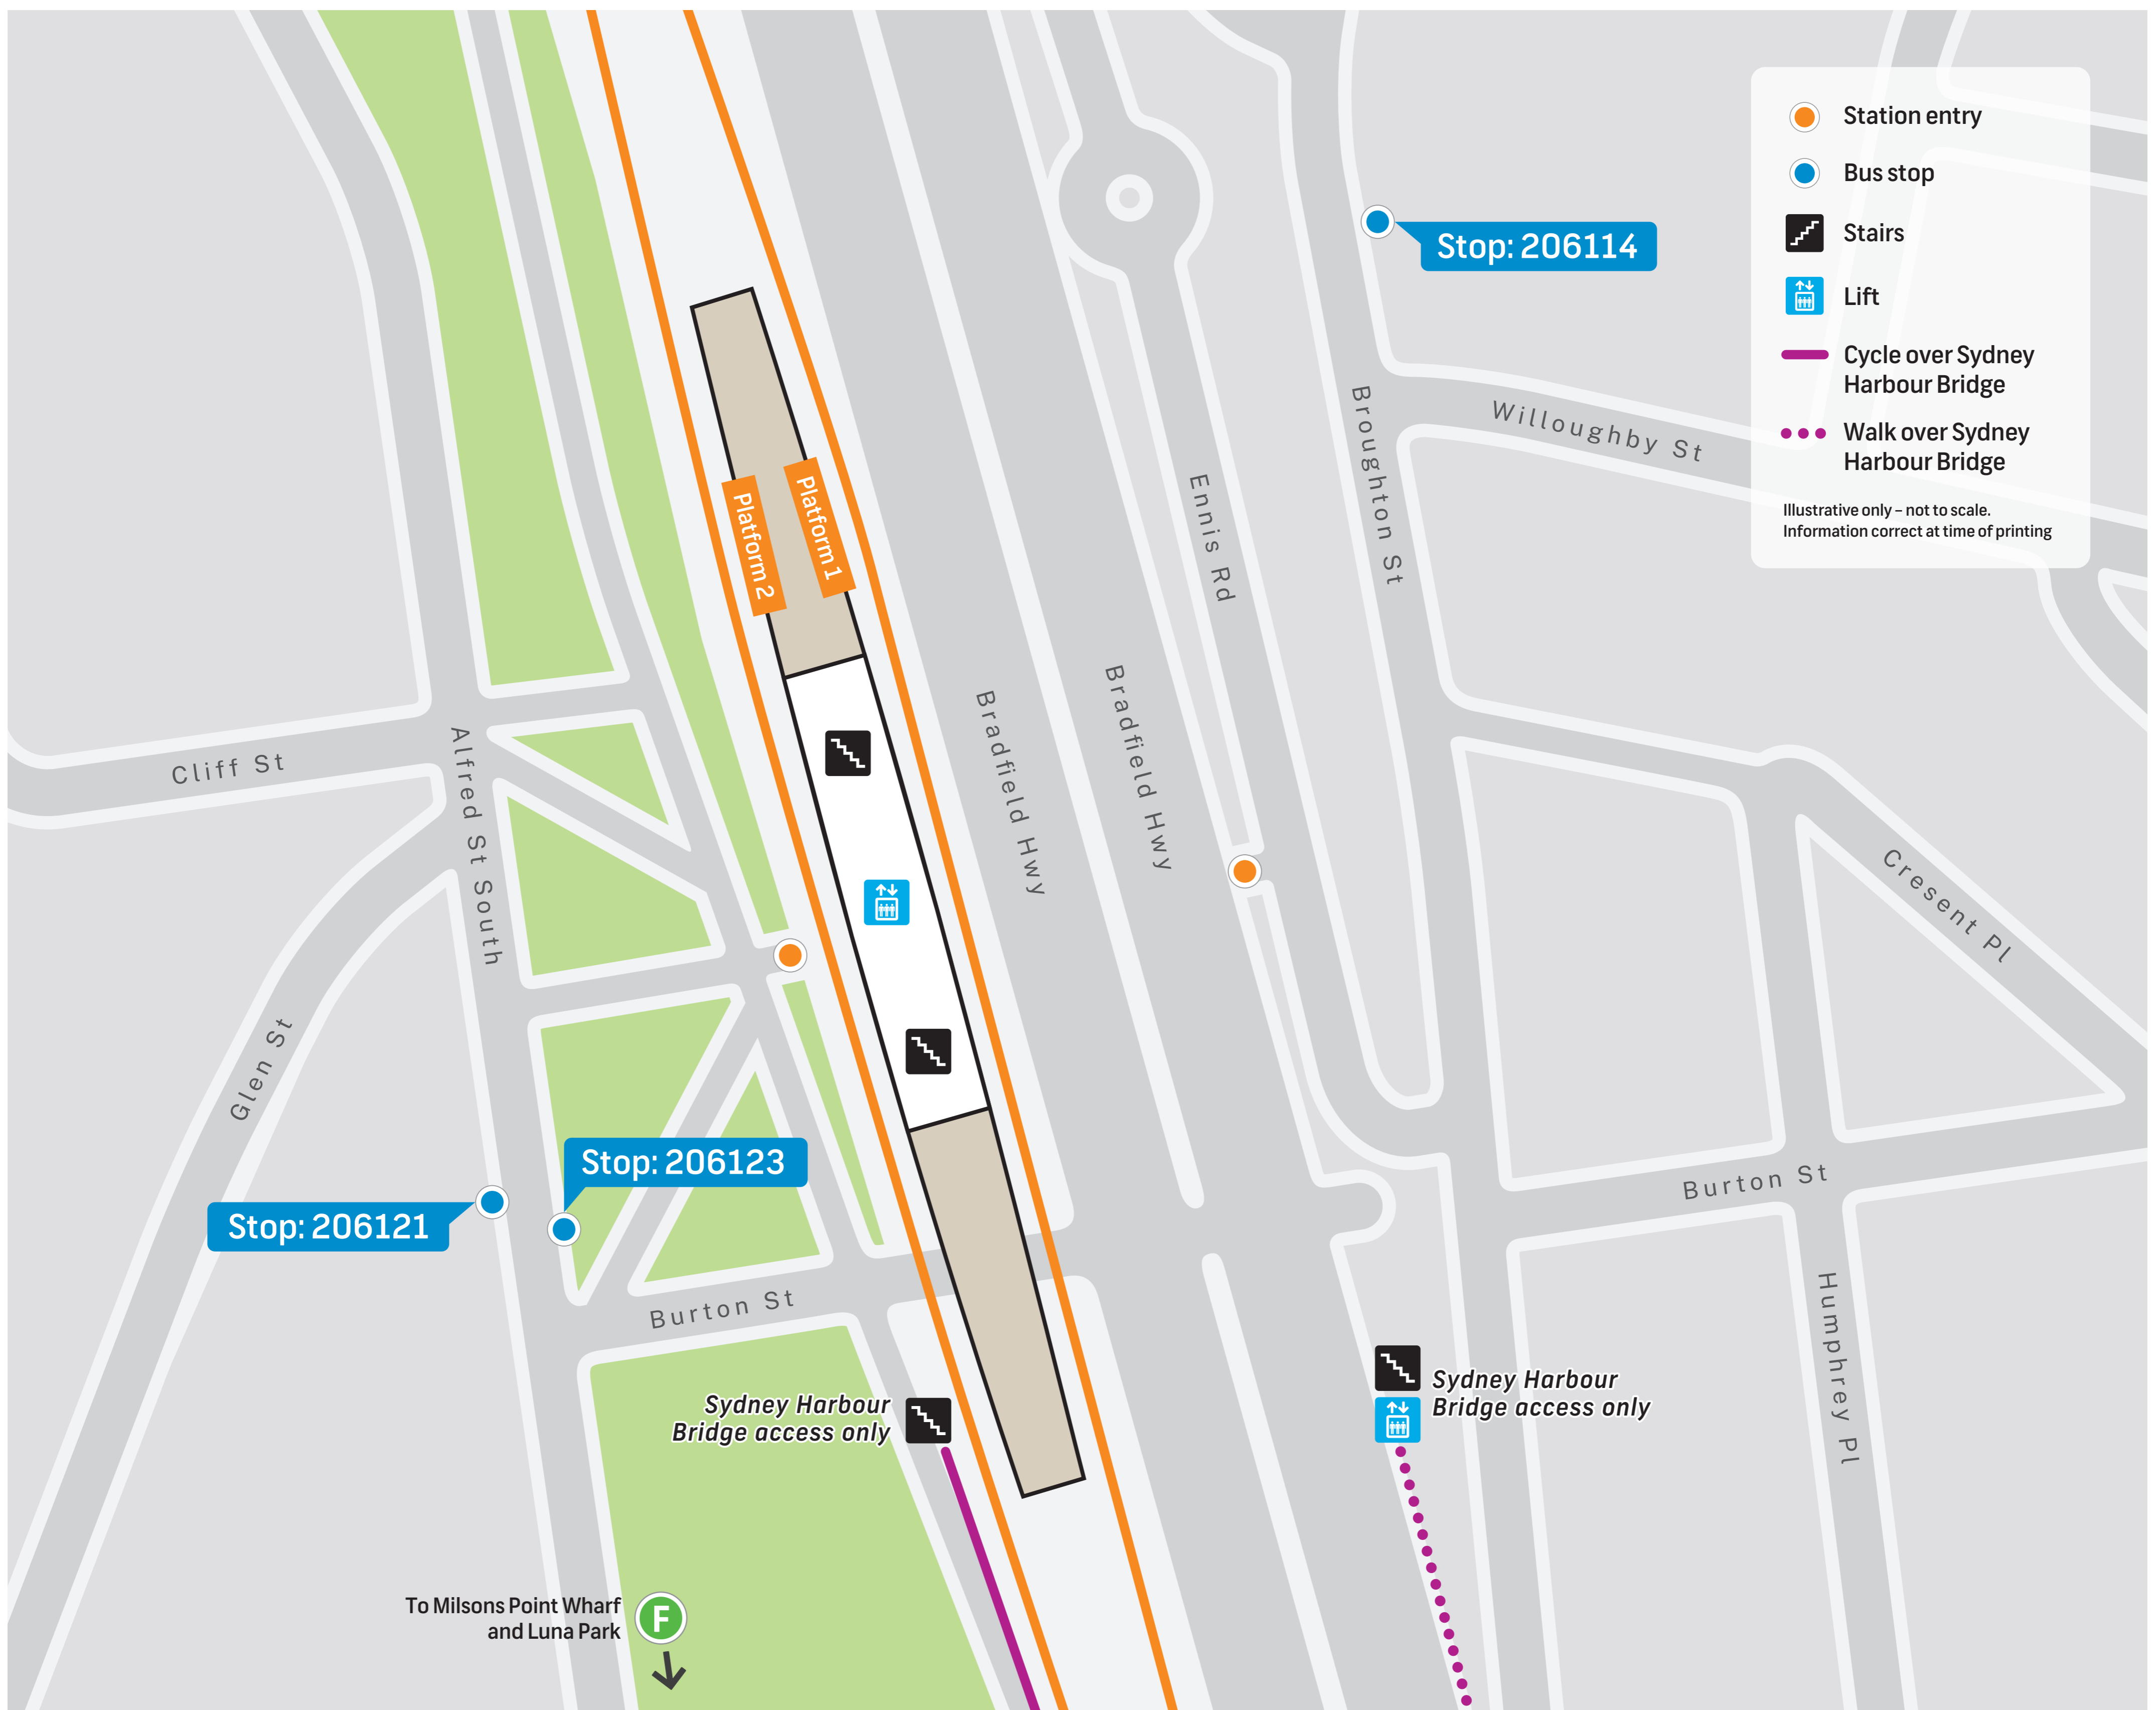 Station entry
Bus stop
Stairs
Lift
Cycle over Sydney
Harbour Bridge
Walk over Sydney
Harbour Bridge
Illustrative only – not to scale.
Information correct at time of printing
Stop: 206114
Willoughby St
Broughton St
Ennis Rd
Platform 1
Platform 2
Bradfield Hwy
Bradfield Hwy
Cliff St
Alfred St South
Cresent Pl
Glen St
Stop: 206123
Stop: 206121
Burton St
Burton St
Humphrey Pl
Sydney Harbour
Bridge access only
Sydney Harbour
Bridge access only
To Milsons Point Wharf
and Luna Park
F